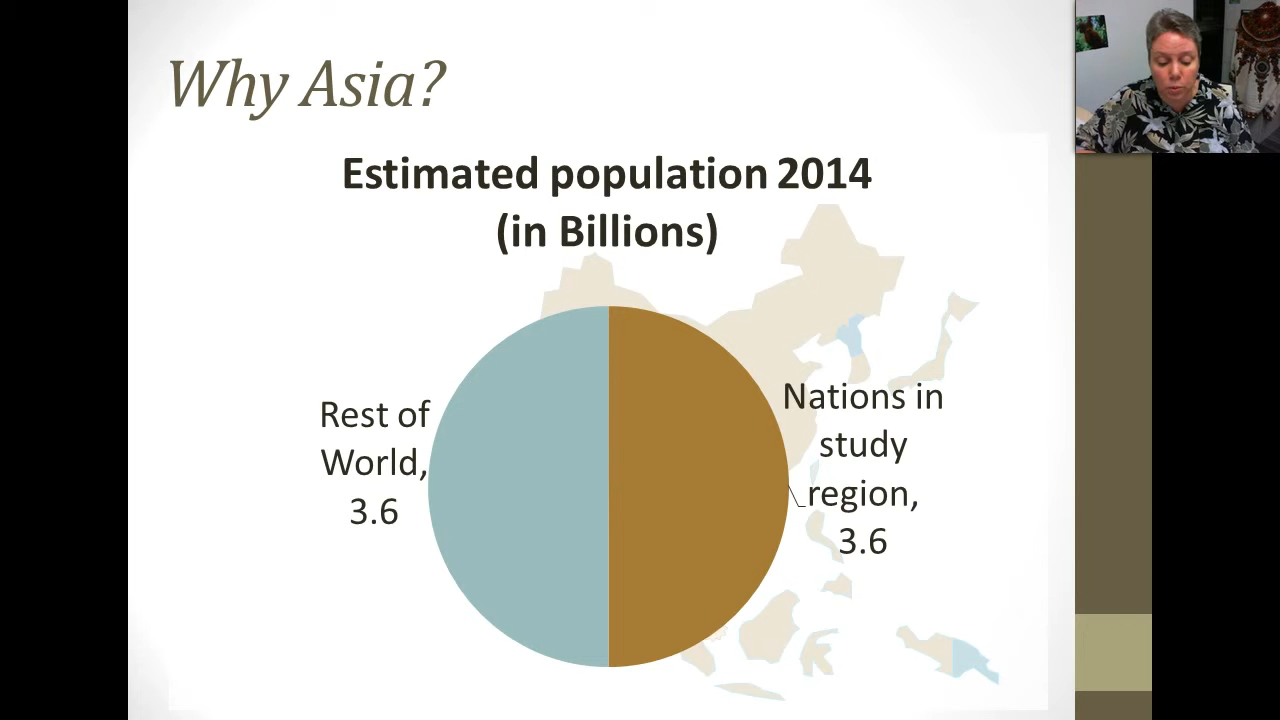 Why Asia?
Estimated population 2014
(in Billions)
Rest of
World,
3.6
Nations in
study
region,
3.6